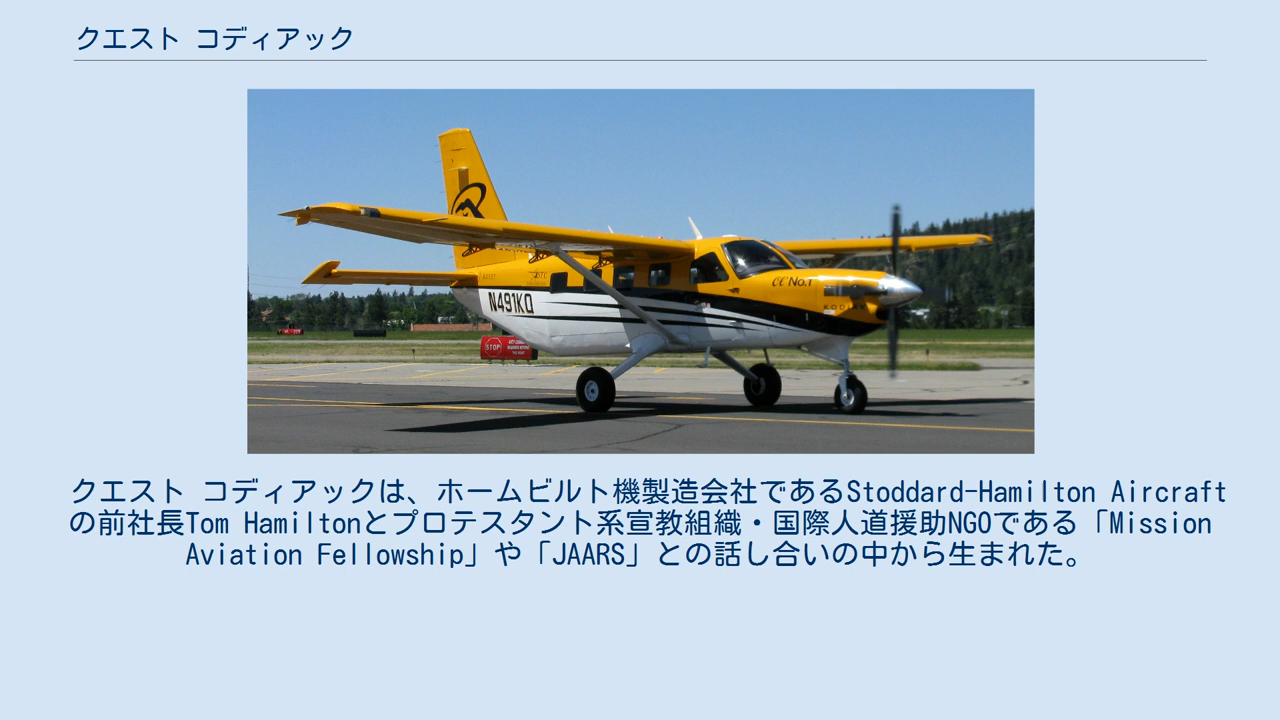 クエスト コディアック
N491KQ
CC No.1
KODIAK
STOP
クエスト コディアックは、ホームビルト機製造会社であるStoddard-Hamilton Aircraft
の前社長Tom Hamiltonとプロテスタント系宣教組織・国際人道援助NGOである「Mission
Aviation Fellowship」や「JAARS」との話し合いの中から生まれた。